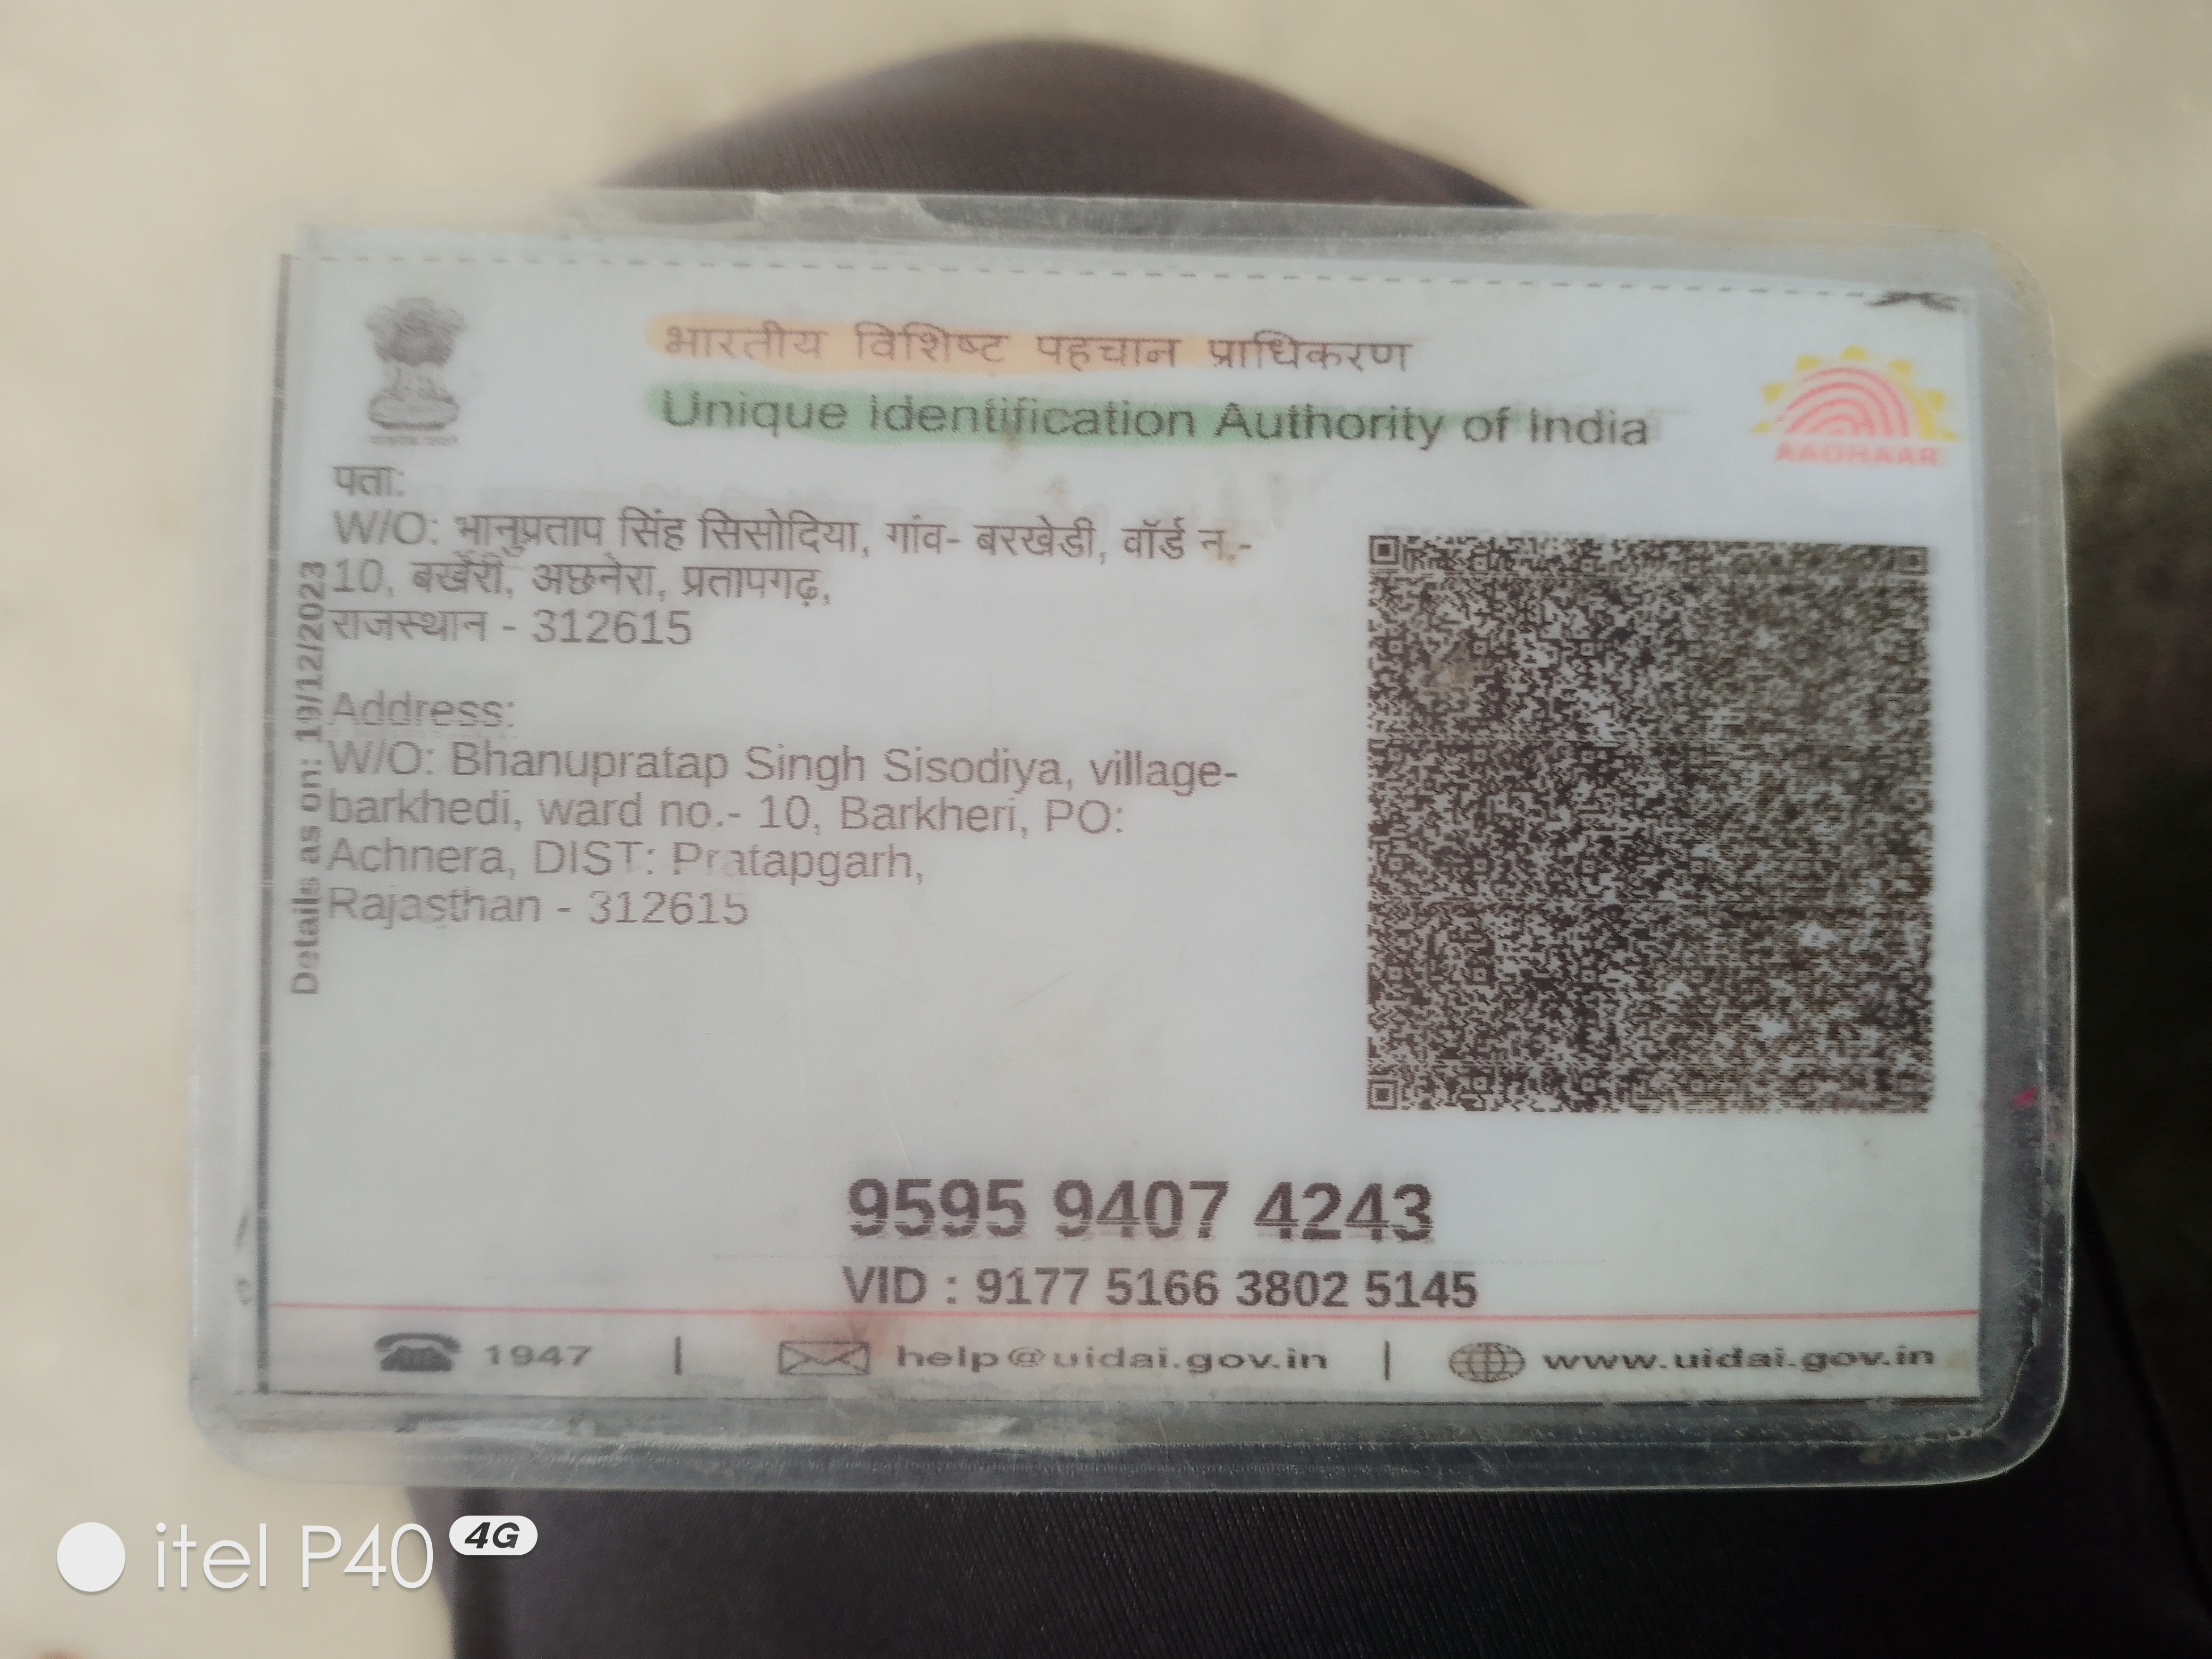 भारतीय विशिष्ट पहचान प्राधिकरण
Unique Identification Authority of India
AADHAAR
पता:
W/O: भानुप्रताप सिंह सिसोदिया, गांव- बरखेडी, वॉर्ड न.-
10, बर्खेरी, अछनेरा, प्रतापगढ़,
राजस्थान - 312615
Address:
W/O: Bhanupratap Singh Sisodiya, village-
barkhedi, ward no.- 10, Barkheri, PO:
Achnera, DIST: Pratapgarh,
Rajasthan - 312615
Details as on: 19/12/2023
9595 9407 4243
VID : 9177 5166 3802 5145
1947 | help@uidai.gov.in | www.uidai.gov.in
itel P40 4G